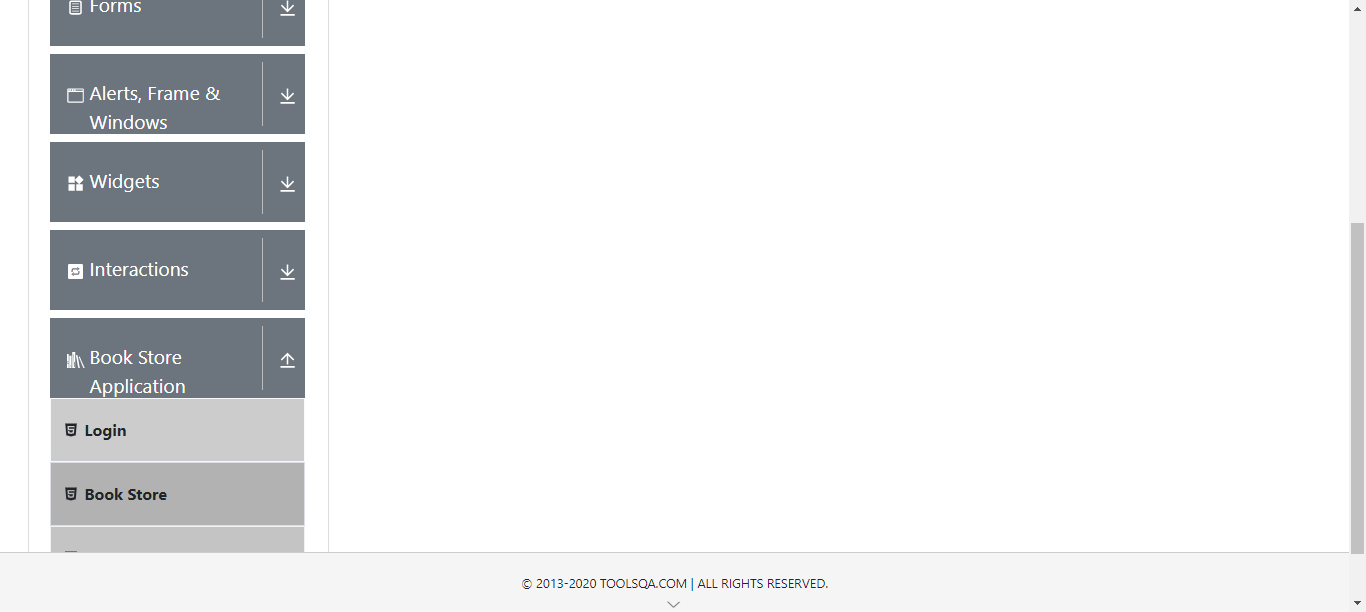 Forms
Alerts, Frame &
Windows
Widgets
Interactions
Book Store
Application
Login
Book Store
© 2013-2020 TOOLSQA.COM | ALL RIGHTS RESERVED.